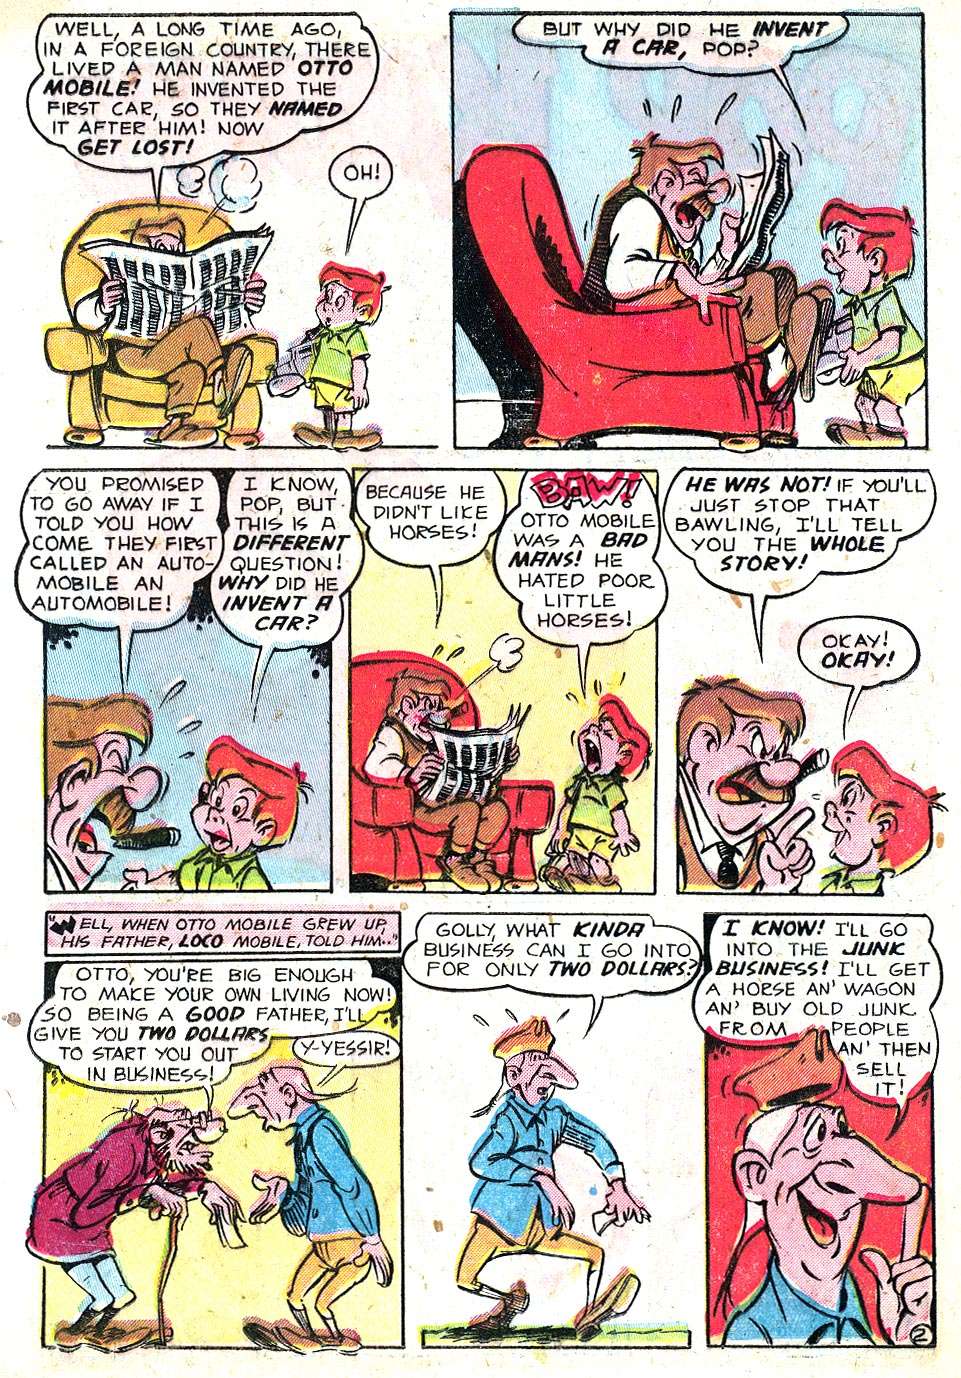 WELL, A LONG TIME AGO,
IN A FOREIGN COUNTRY, THERE
LIVED A MAN NAMED OTTO
MOBILE! HE INVENTED THE
FIRST CAR, SO THEY NAMED
IT AFTER HIM! NOW
GET LOST!
OH!
BUT WHY DID HE INVENT
A CAR, POP?
YOU PROMISED
TO GO AWAY IF I
TOLD YOU HOW
COME THEY FIRST
CALLED AN AUTO-
MOBILE AN
AUTOMOBILE!
I KNOW,
POP, BUT
THIS IS A
DIFFERENT
QUESTION!
WHY DID HE
INVENT A
CAR?
BECAUSE HE
DIDN'T LIKE
HORSES!
BAW!
OTTO MOBILE
WAS A BAD
MANS! HE
HATED POOR
LITTLE
HORSES!
HE WAS NOT! IF YOU'LL
JUST STOP THAT
BAWLING, I'LL TELL
YOU THE WHOLE
STORY!
OKAY!
OKAY!
"WELL, WHEN OTTO MOBILE GREW UP,
HIS FATHER, LOCO MOBILE, TOLD HIM.."
OTTO, YOU'RE BIG ENOUGH
TO MAKE YOUR OWN LIVING NOW!
SO BEING A GOOD FATHER, I'LL
GIVE YOU TWO DOLLARS
TO START YOU OUT
IN BUSINESS!
Y-YESSIR!
GOLLY, WHAT KINDA
BUSINESS CAN I GO INTO
FOR ONLY TWO DOLLARS?
I KNOW! I'LL GO
INTO THE JUNK
BUSINESS! I'LL GET
A HORSE AN' WAGON
AN' BUY OLD JUNK
FROM PEOPLE
AN' THEN
SELL
IT!
2